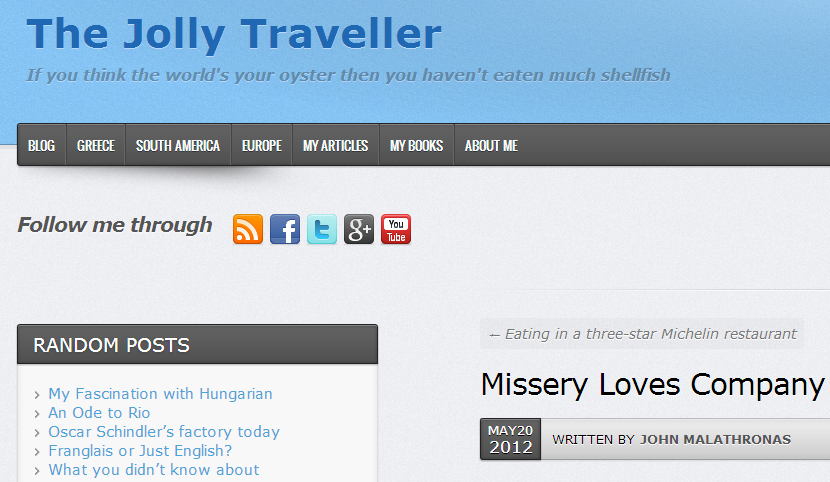 The Jolly Traveller
If you think the world's your oyster then you haven't eaten much shellfish
BLOG GREECE SOUTH AMERICA EUROPE MY ARTICLES MY BOOKS ABOUT ME
Follow me through
f t g+ You Tube
← Eating in a three-star Michelin restaurant
RANDOM POSTS
My Fascination with Hungarian
An Ode to Rio
Oscar Schindler’s factory today
Franglais or Just English?
What you didn’t know about
Missery Loves Company
MAY20
2012
WRITTEN BY JOHN MALATHRONAS